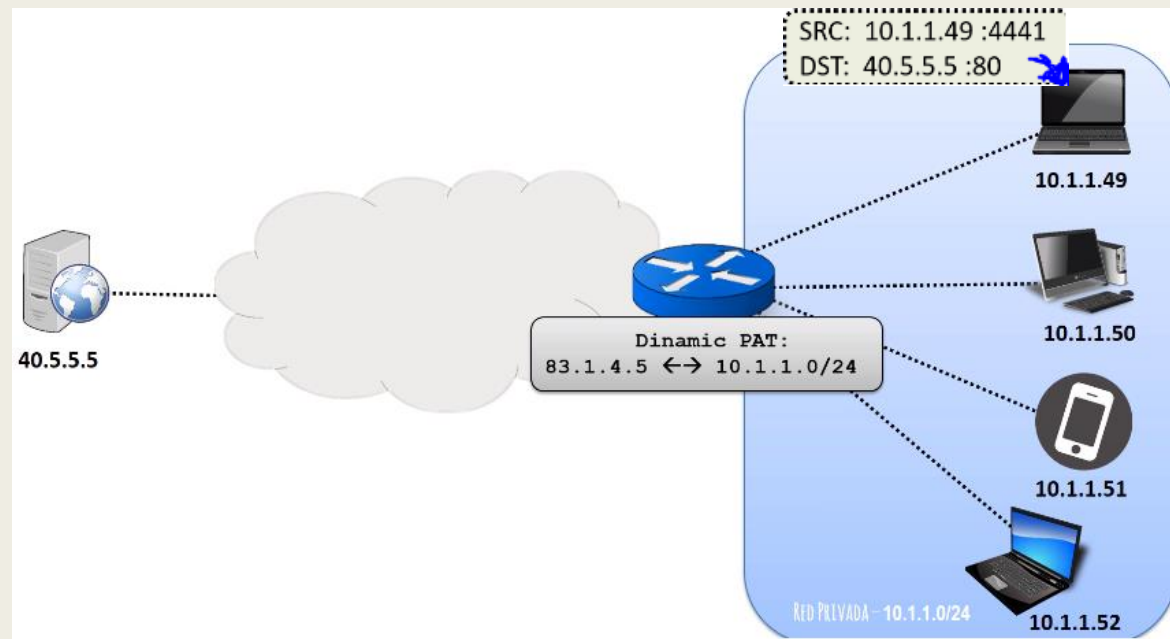 SRC: 10.1.1.49 :4441
DST: 40.5.5.5 :80
10.1.1.49
10.1.1.50
40.5.5.5
Dinamic PAT:
83.1.4.5 ←→ 10.1.1.0/24
10.1.1.51
RED PRIVADA – 10.1.1.0/24
10.1.1.52